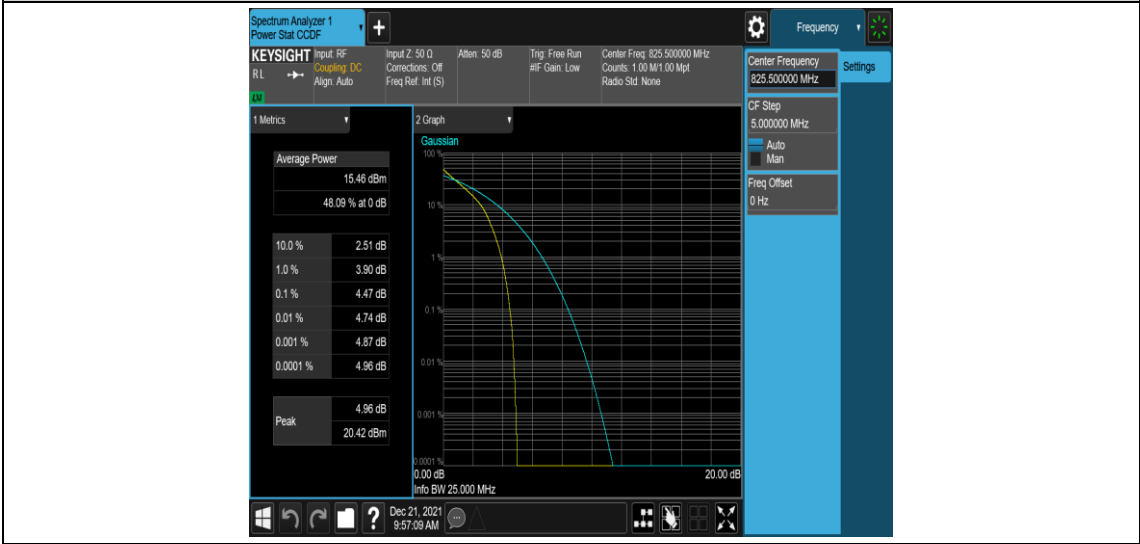 Spectrum Analyzer 1
Power Stat CCDF
Frequency
KEYSIGHT
RL
Input: RF
Coupling: DC
Align: Auto
Input Z: 50 Ω
Corrections: Off
Freq Ref: Int (S)
Atten: 50 dB
Trig: Free Run
#IF Gain: Low
Center Freq: 825.500000 MHz
Counts: 1.00 M/1.00 Mpt
Radio Std: None
1 Metrics
Average Power
15.46 dBm
48.09 % at 0 dB
10.0 % 2.51 dB
1.0 % 3.90 dB
0.1 % 4.47 dB
0.01 % 4.74 dB
0.001 % 4.87 dB
0.0001 % 4.96 dB
Peak
4.96 dB
20.42 dBm
2 Graph
Gaussian
100 %
10 %
1 %
0.1 %
0.01 %
0.001 %
0.0001 %
0.00 dB
20.00 dB
Info BW 25.000 MHz
Center Frequency
825.500000 MHz
CF Step
5.000000 MHz
Auto
Man
Freq Offset
0 Hz
Settings
Dec 21, 2021
9:57:09 AM